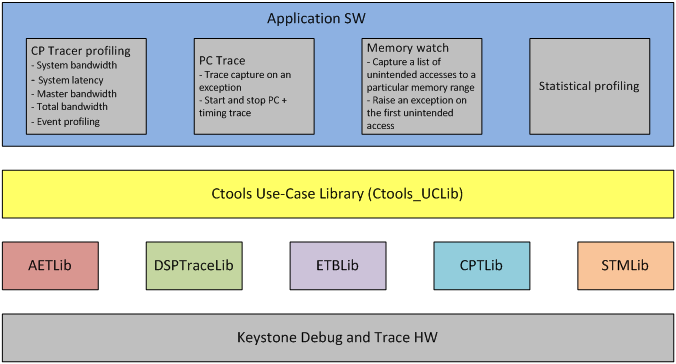 Application SW
CP Tracer profiling
- System bandwidth
- System latency
- Master bandwidth
- Total bandwidth
- Event profiling
PC Trace
- Trace capture on an
exception
- Start and stop PC +
timing trace
Memory watch
- Capture a list of
unintended accesses to a
particular memory range
- Raise an exception on
the first unintended
access
Statistical profiling
Ctools Use-Case Library (Ctools_UCLib)
AETLib
DSPTraceLib
ETBLib
CPTLib
STMLib
Keystone Debug and Trace HW